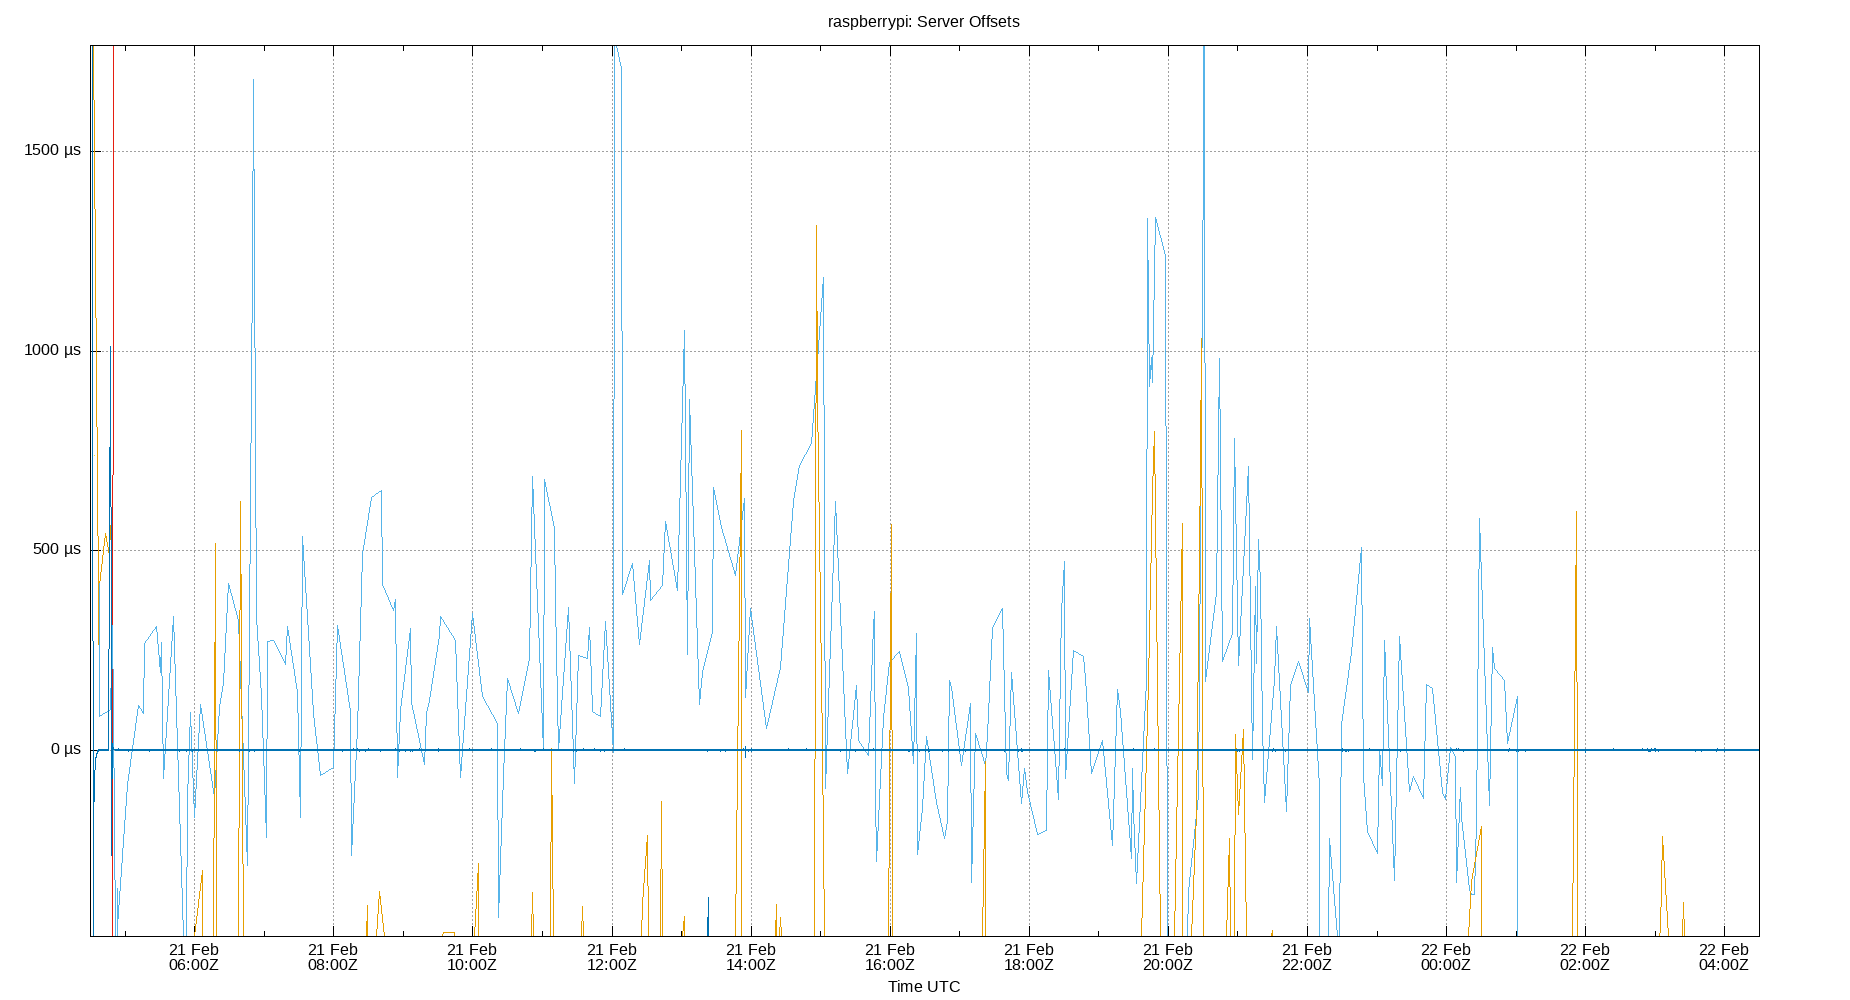 raspberrypi: Server Offsets
1500 µs
1000 µs
500 µs
0 µs
21 Feb 21 Feb 21 Feb 21 Feb 21 Feb 21 Feb 21 Feb 21 Feb 21 Feb 22 Feb 22 Feb 22 Feb
06:00Z 08:00Z 10:00Z 12:00Z 14:00Z 16:00Z 18:00Z 20:00Z 22:00Z 00:00Z 02:00Z 04:00Z
Time UTC